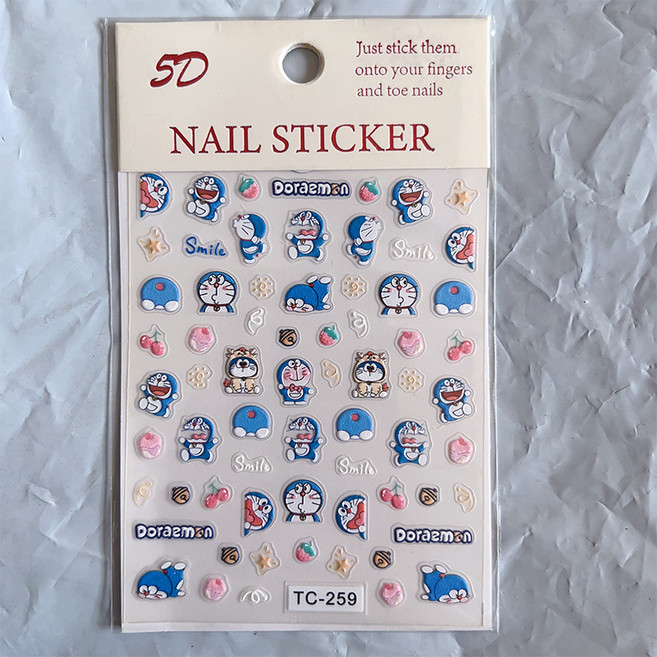 5D
Just stick them
onto your fingers
and toe nails
NAIL STICKER
Doraemon
Smile
Smile
Smile
Smile
Doraemon
Doraemon
TC-259